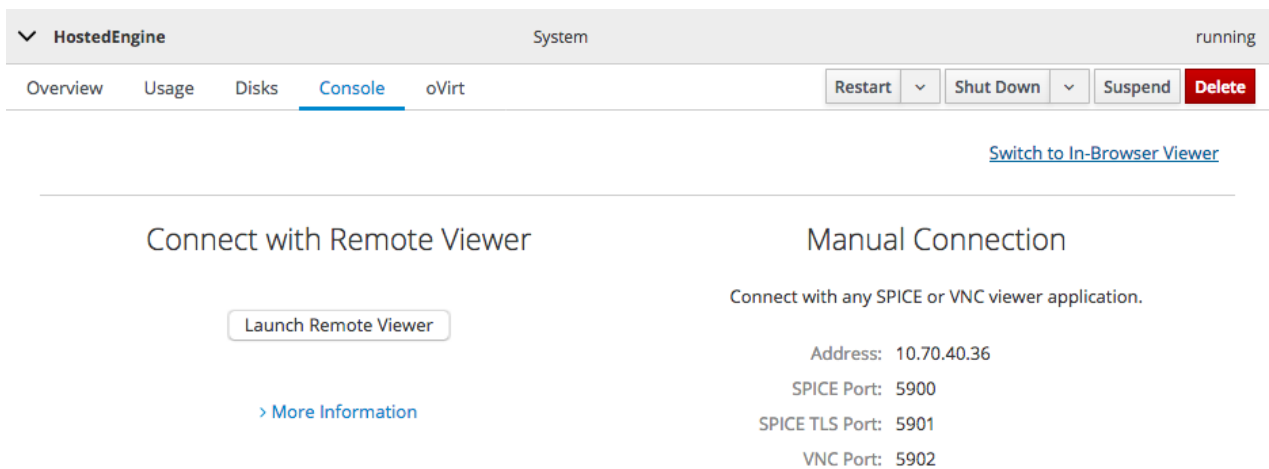 HostedEngine System running
Overview Usage Disks Console oVirt Restart Shut Down Suspend Delete
Switch to In-Browser Viewer
Connect with Remote Viewer
Launch Remote Viewer
> More Information
Manual Connection
Connect with any SPICE or VNC viewer application.
Address: 10.70.40.36
SPICE Port: 5900
SPICE TLS Port: 5901
VNC Port: 5902